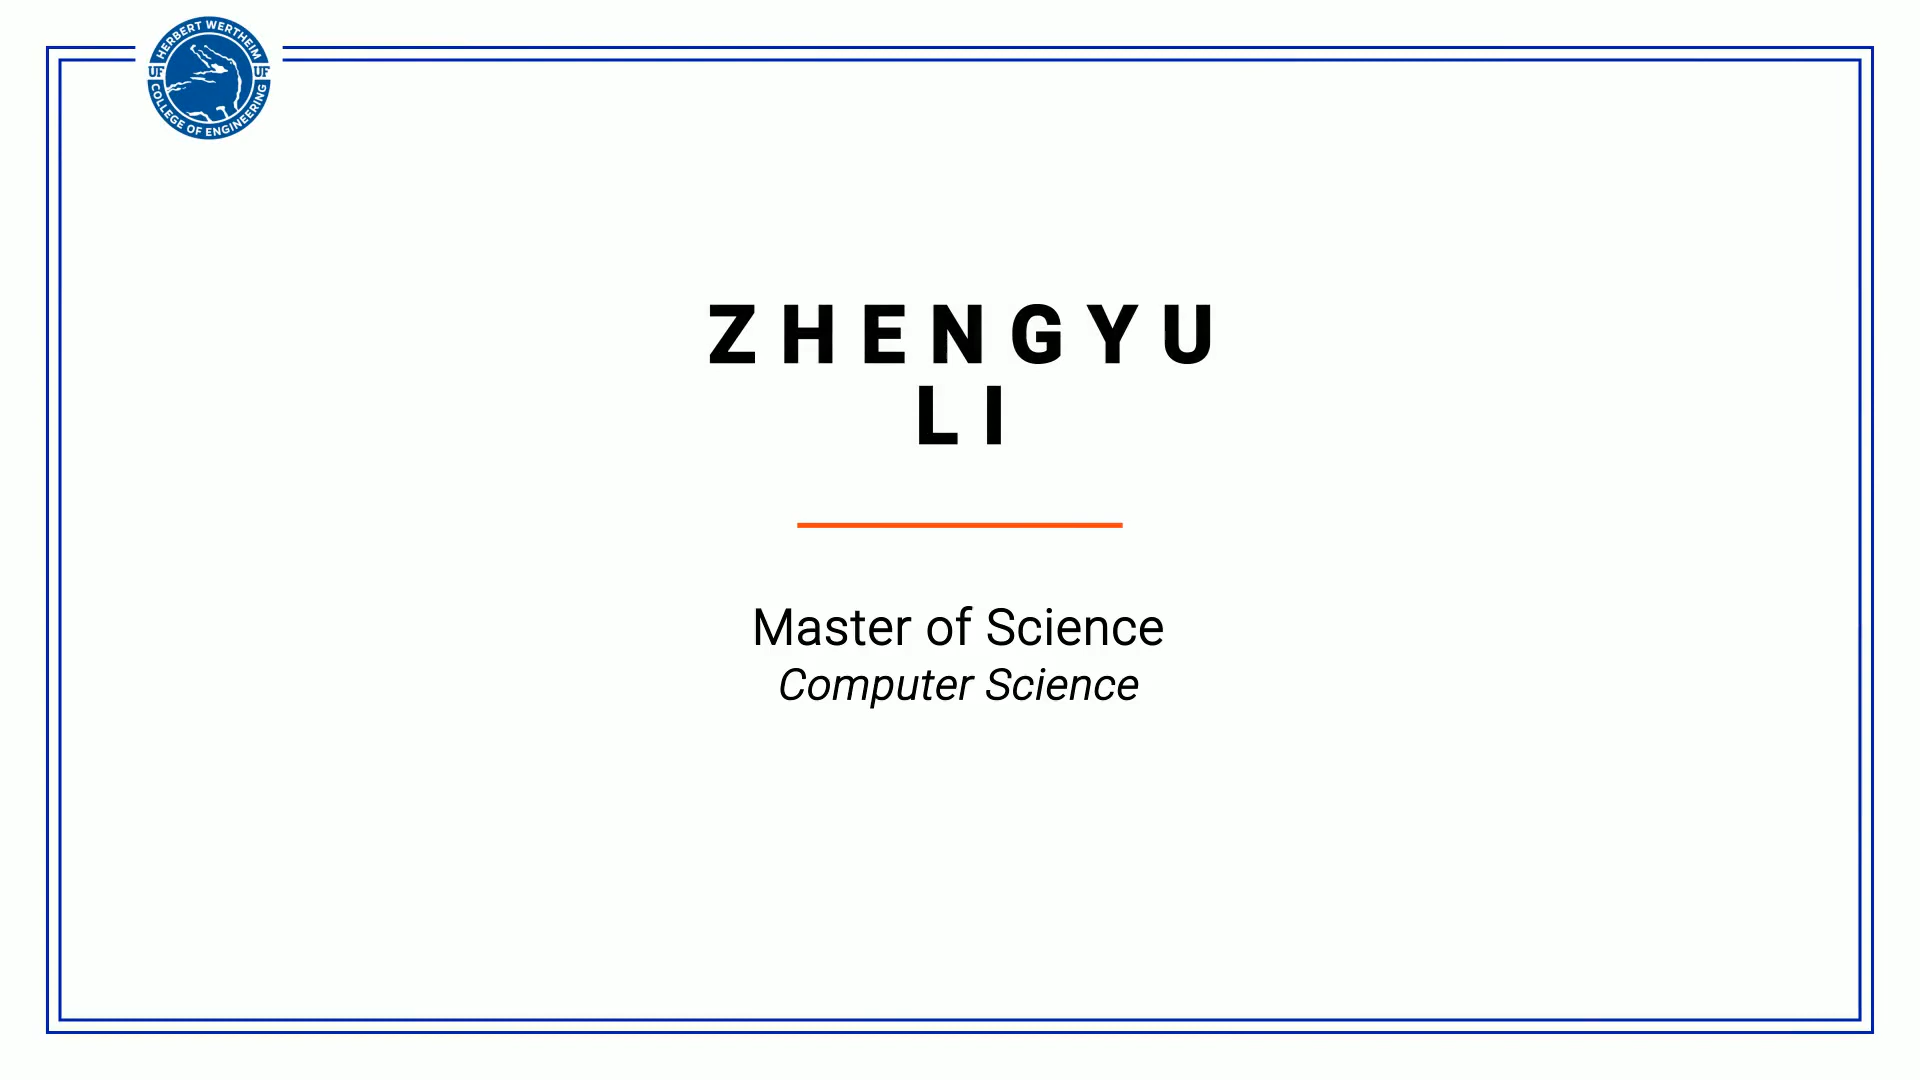 HERBERT WERTHEIM
UF UF
COLLEGE OF ENGINEERING
ZHENGYU
LI
Master of Science
Computer Science